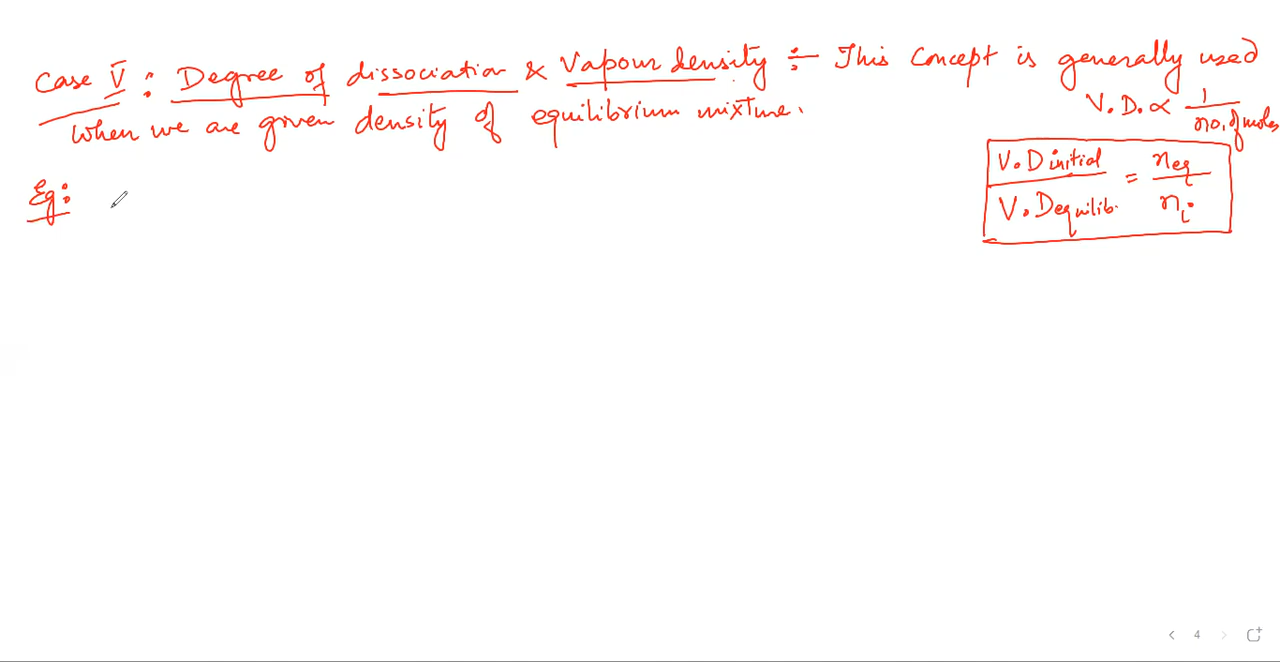 Case V : Degree of dissociation & Vapour density :- This concept is generally used
when we are given density of equilibrium mixture.
V.D. ∝ 1/no. of moles
V.D initial / V.D equilib. = neq / ni
Eg:
4